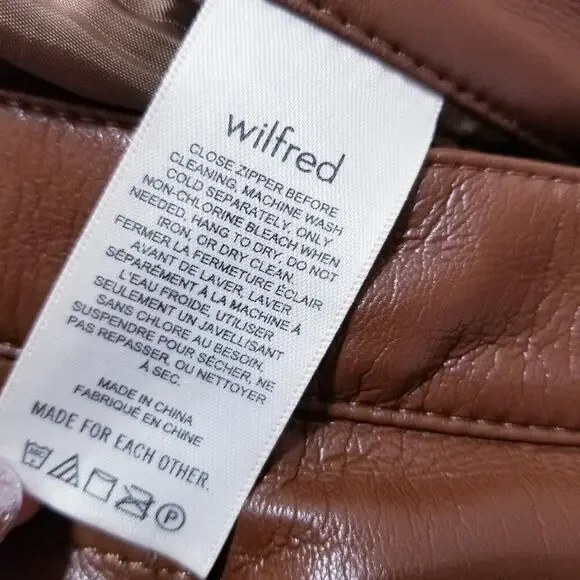 wilfred
CLOSE ZIPPER BEFORE
CLEANING, MACHINE WASH
COLD SEPARATELY, ONLY
NON-CHLORINE BLEACH WHEN
NEEDED, HANG TO DRY, DO NOT
IRON, OR DRY CLEAN.
FERMER LA FERMETURE ÉCLAIR
AVANT DE LAVER, LAVER
SÉPARÉMENT À LA MACHINE À
L'EAU FROIDE, UTILISER
SEULEMENT UN JAVELLISANT
SANS CHLORE AU BESOIN,
SUSPENDRE POUR SÉCHER, NE
PAS REPASSER, OU NETTOYER
À SEC.
MADE IN CHINA
FABRIQUÉ EN CHINE
MADE FOR EACH OTHER.
P